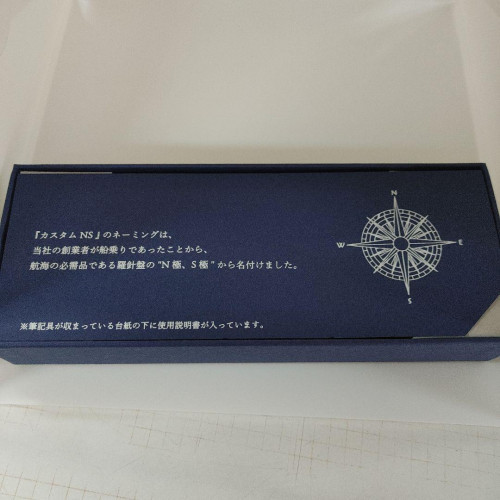 『カスタム NS 』のネーミングは、
当社の創業者が船乗りであったことから、
航海の必需品である羅針盤の "N 極、S 極 " から名付けました。
※筆記具が収まっている台紙の下に使用説明書が入っています。
N
W
E
S